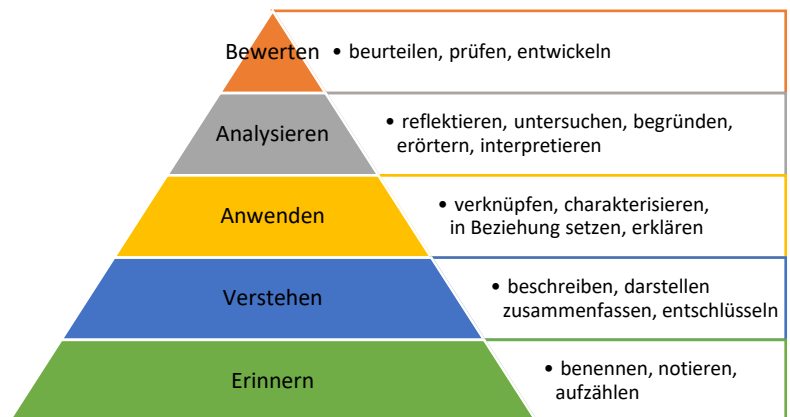 Bewerten
• beurteilen, prüfen, entwickeln
Analysieren
• reflektieren, untersuchen, begründen,
erörtern, interpretieren
Anwenden
• verknüpfen, charakterisieren,
in Beziehung setzen, erklären
Verstehen
• beschreiben, darstellen
zusammenfassen, entschlüsseln
Erinnern
• benennen, notieren,
aufzählen